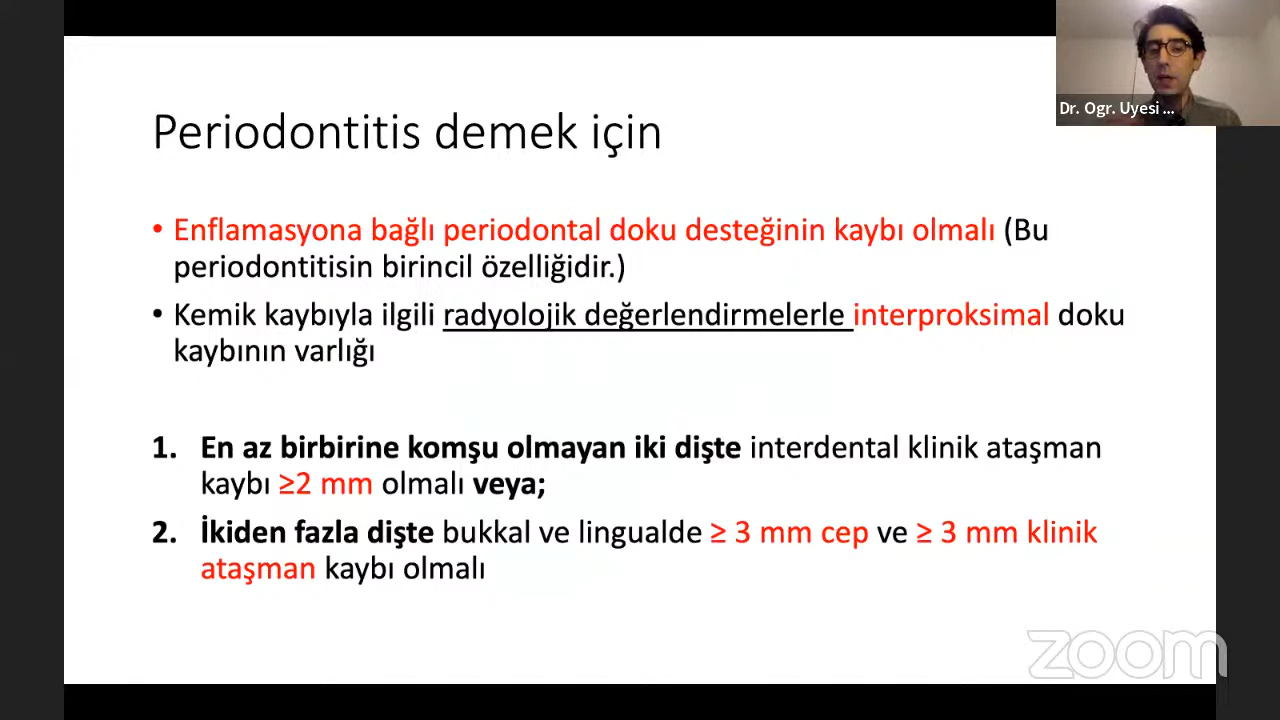 Dr. Ogr. Uyesi ...
Periodontitis demek için
• Enflamasyona bağlı periodontal doku desteğinin kaybı olmalı (Bu
periodontitisin birincil özelliğidir.)
• Kemik kaybıyla ilgili radyolojik değerlendirmelerle interproksimal doku
kaybının varlığı
1. En az birbirine komşu olmayan iki dişte interdental klinik ataşman
kaybı ≥2 mm olmalı veya;
2. İkiden fazla dişte bukkal ve lingualde ≥ 3 mm cep ve ≥ 3 mm klinik
ataşman kaybı olmalı
zoom